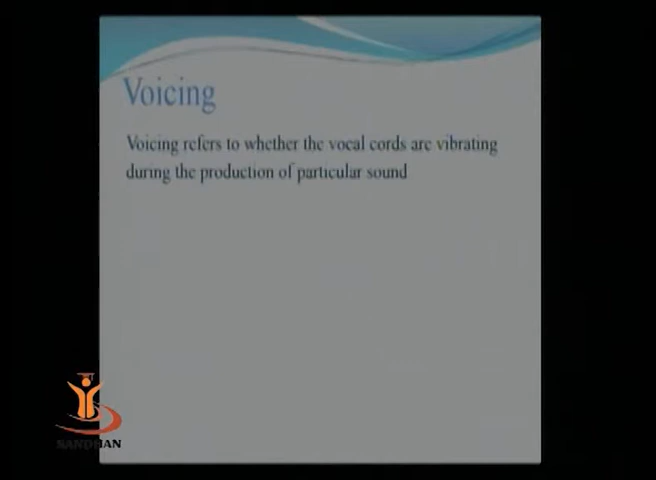 Voicing
Voicing refers to whether the vocal cords are vibrating
during the production of particular sound
SANDHAN